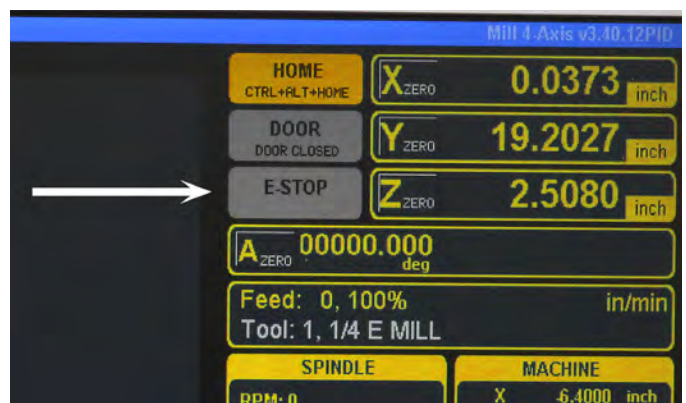 Mill 4-Axis v3.40.12PID
HOME
CTRL+ALT+HOME
X ZERO 0.0373 inch
DOOR
DOOR CLOSED
Y ZERO 19.2027 inch
E-STOP
Z ZERO 2.5080 inch
A ZERO 00000.000 deg
Feed: 0, 100% in/min
Tool: 1, 1/4 E MILL
SPINDLE
MACHINE
RPM: 0
X -6.4000 inch